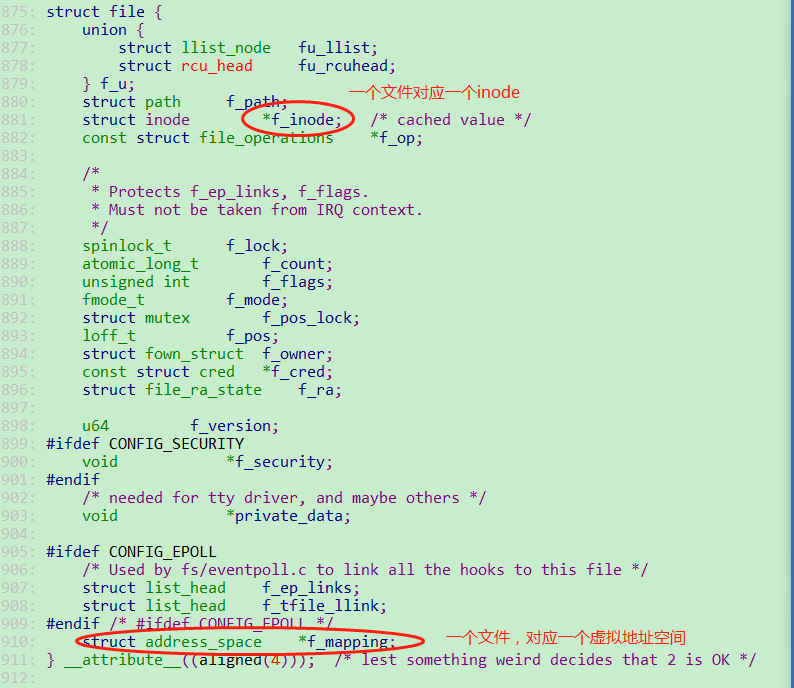 875: struct file {
876:     union {
877:         struct llist_node   fu_llist;
878:         struct rcu_head     fu_rcuhead;
879:     } f_u;
一个文件对应一个inode
880:     struct path     f_path;
881:     struct inode        *f_inode;   /* cached value */
882:     const struct file_operations    *f_op;
883:
884:     /*
885:      * Protects f_ep_links, f_flags.
886:      * Must not be taken from IRQ context.
887:      */
888:     spinlock_t      f_lock;
889:     atomic_long_t       f_count;
890:     unsigned int        f_flags;
891:     fmode_t         f_mode;
892:     struct mutex        f_pos_lock;
893:     loff_t          f_pos;
894:     struct fown_struct  f_owner;
895:     const struct cred   *f_cred;
896:     struct file_ra_state    f_ra;
897:
898:     u64         f_version;
899: #ifdef CONFIG_SECURITY
900:     void            *f_security;
901: #endif
902:     /* needed for tty driver, and maybe others */
903:     void            *private_data;
904:
905: #ifdef CONFIG_EPOLL
906:     /* Used by fs/eventpoll.c to link all the hooks to this file */
907:     struct list_head    f_ep_links;
908:     struct list_head    f_tfile_llink;
909: #endif /* #ifdef CONFIG_EPOLL */
910:     struct address_space    *f_mapping; 一个文件，对应一个虚拟地址空间
911: } __attribute__((aligned(4)));  /* lest something weird decides that 2 is OK */
912: